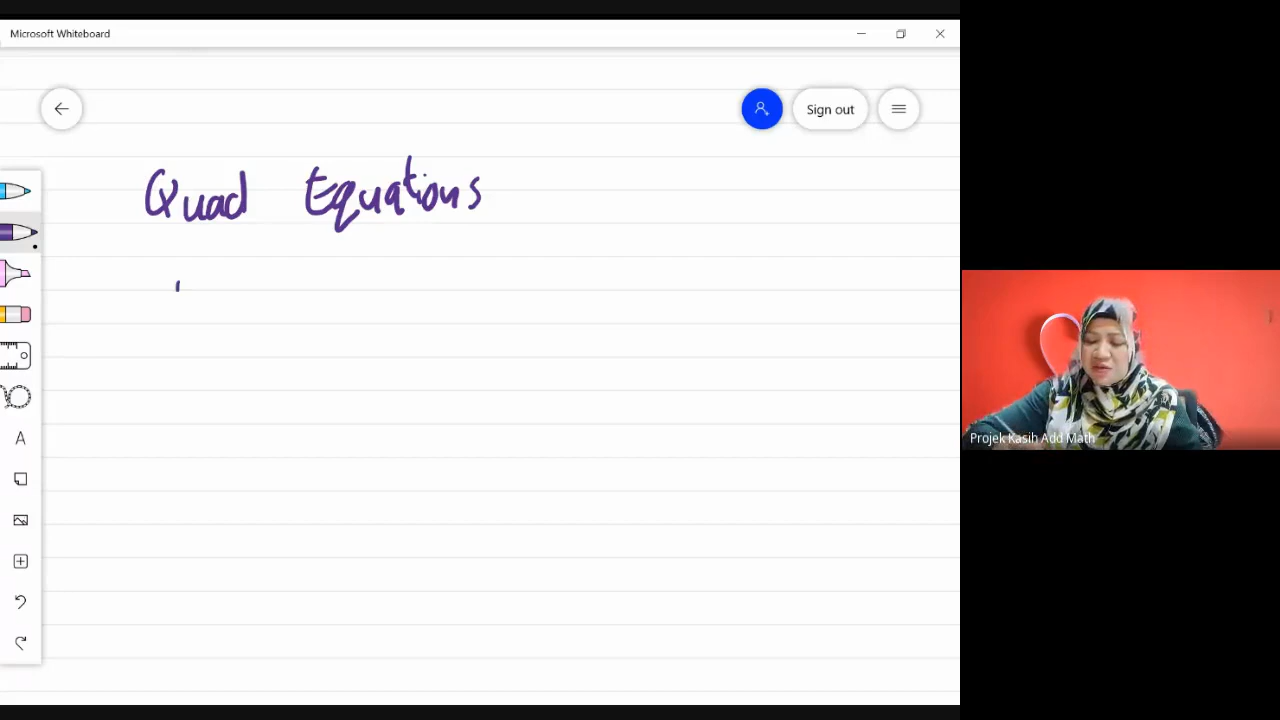 Microsoft Whiteboard
Sign out
Quad Equations
A
Projek Kasih Add Math